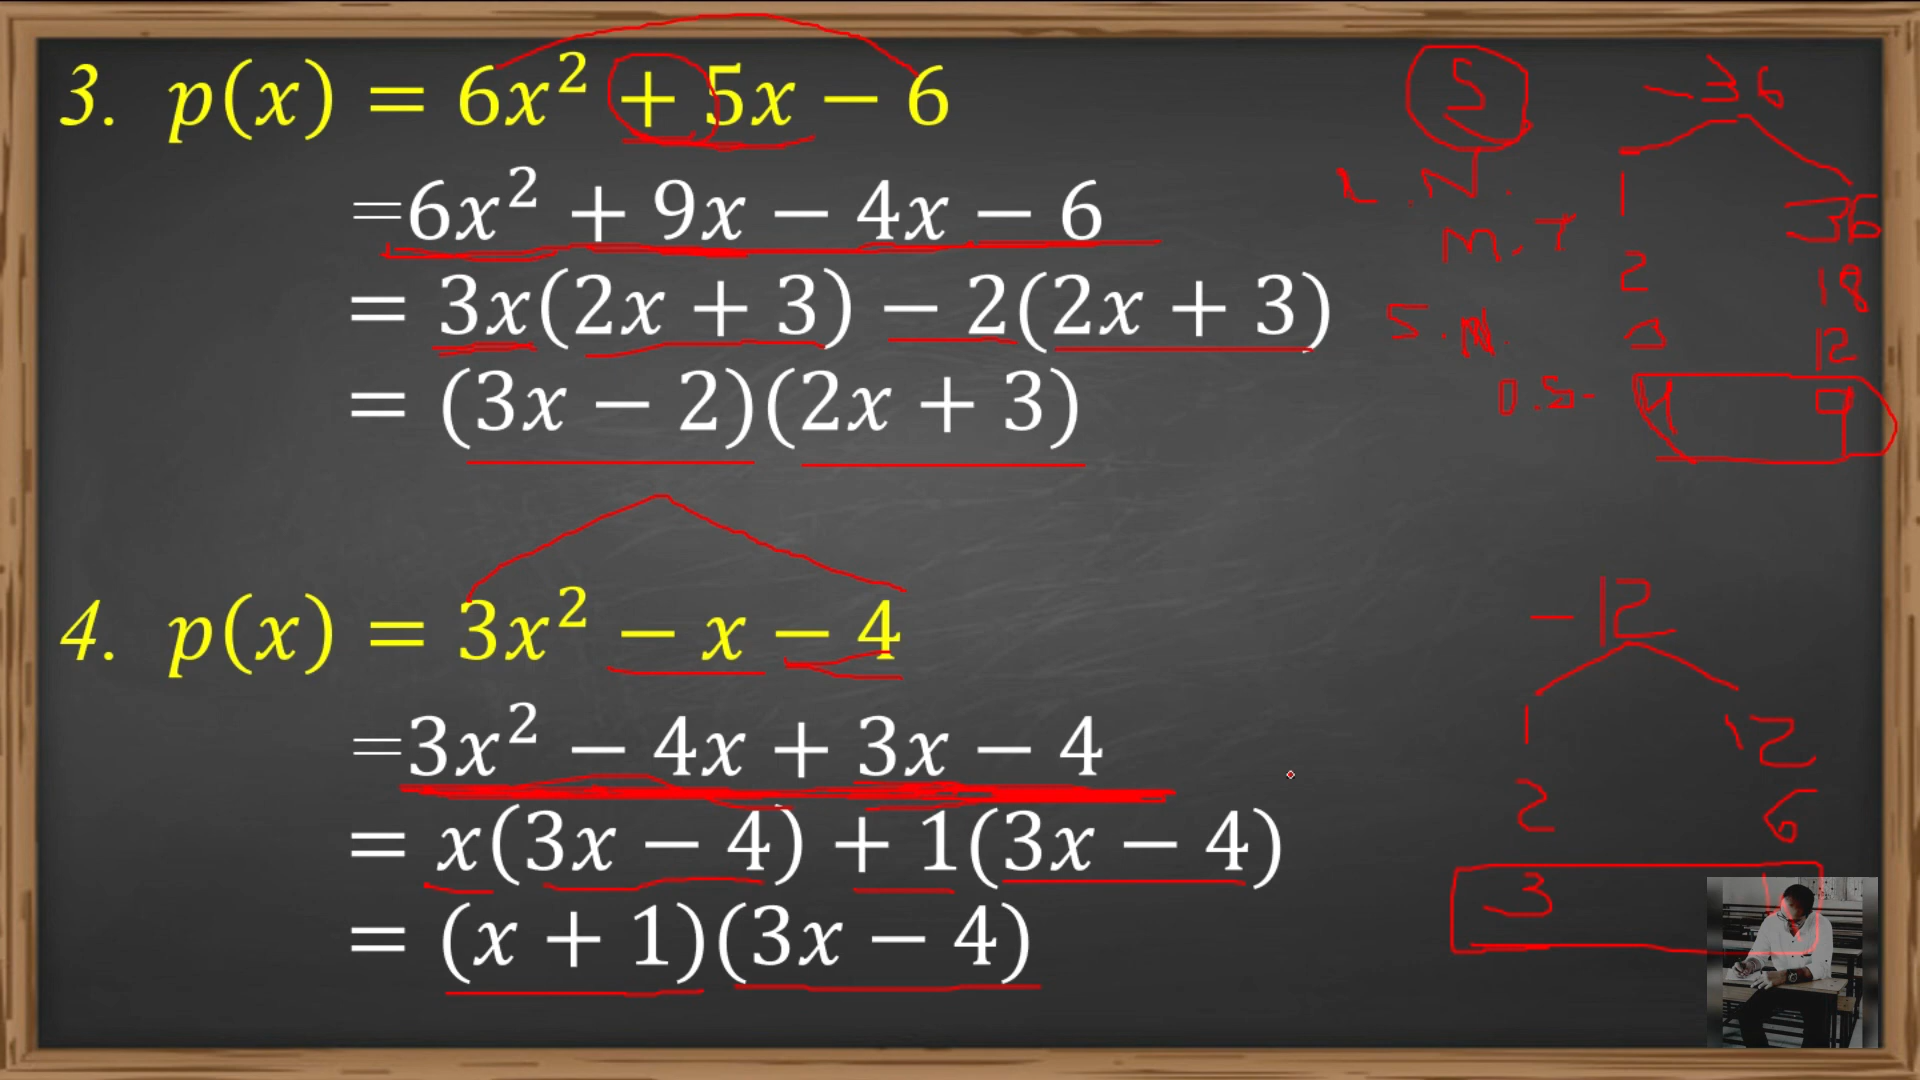 3. p(x) = 6x² + 5x − 6
=6x² + 9x − 4x − 6
= 3x(2x + 3) − 2(2x + 3)
= (3x − 2)(2x + 3)
4. p(x) = 3x² − x − 4
=3x² − 4x + 3x − 4
= x(3x − 4) + 1(3x − 4)
= (x + 1)(3x − 4)
5
L.N.
M.T
S.N.
D.S-
−36
1 36
2 18
3 12
4 9
−12
1 12
2 6
3